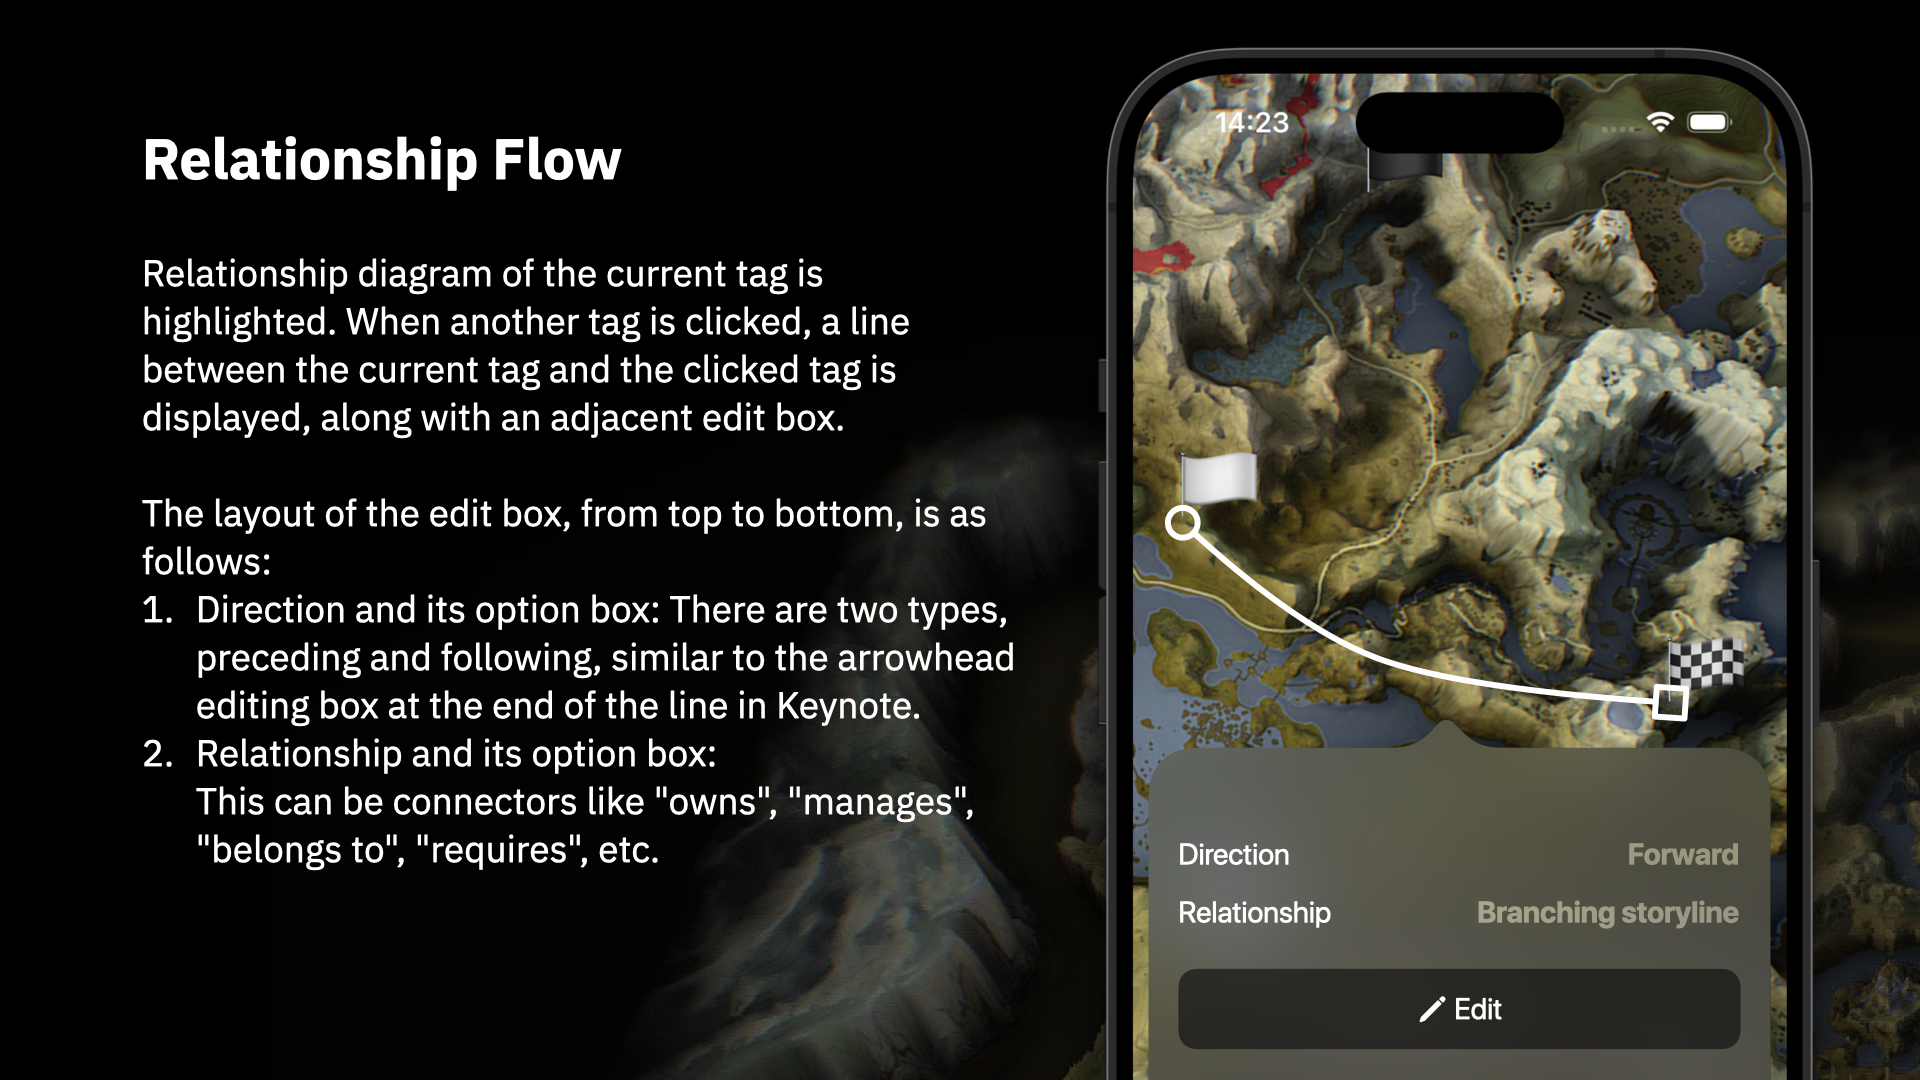 Relationship Flow
Relationship diagram of the current tag is
highlighted. When another tag is clicked, a line
between the current tag and the clicked tag is
displayed, along with an adjacent edit box.
The layout of the edit box, from top to bottom, is as
follows:
1. Direction and its option box: There are two types,
preceding and following, similar to the arrowhead
editing box at the end of the line in Keynote.
2. Relationship and its option box:
This can be connectors like "owns", "manages",
"belongs to", "requires", etc.
14:23
Direction Forward
Relationship Branching storyline
Edit